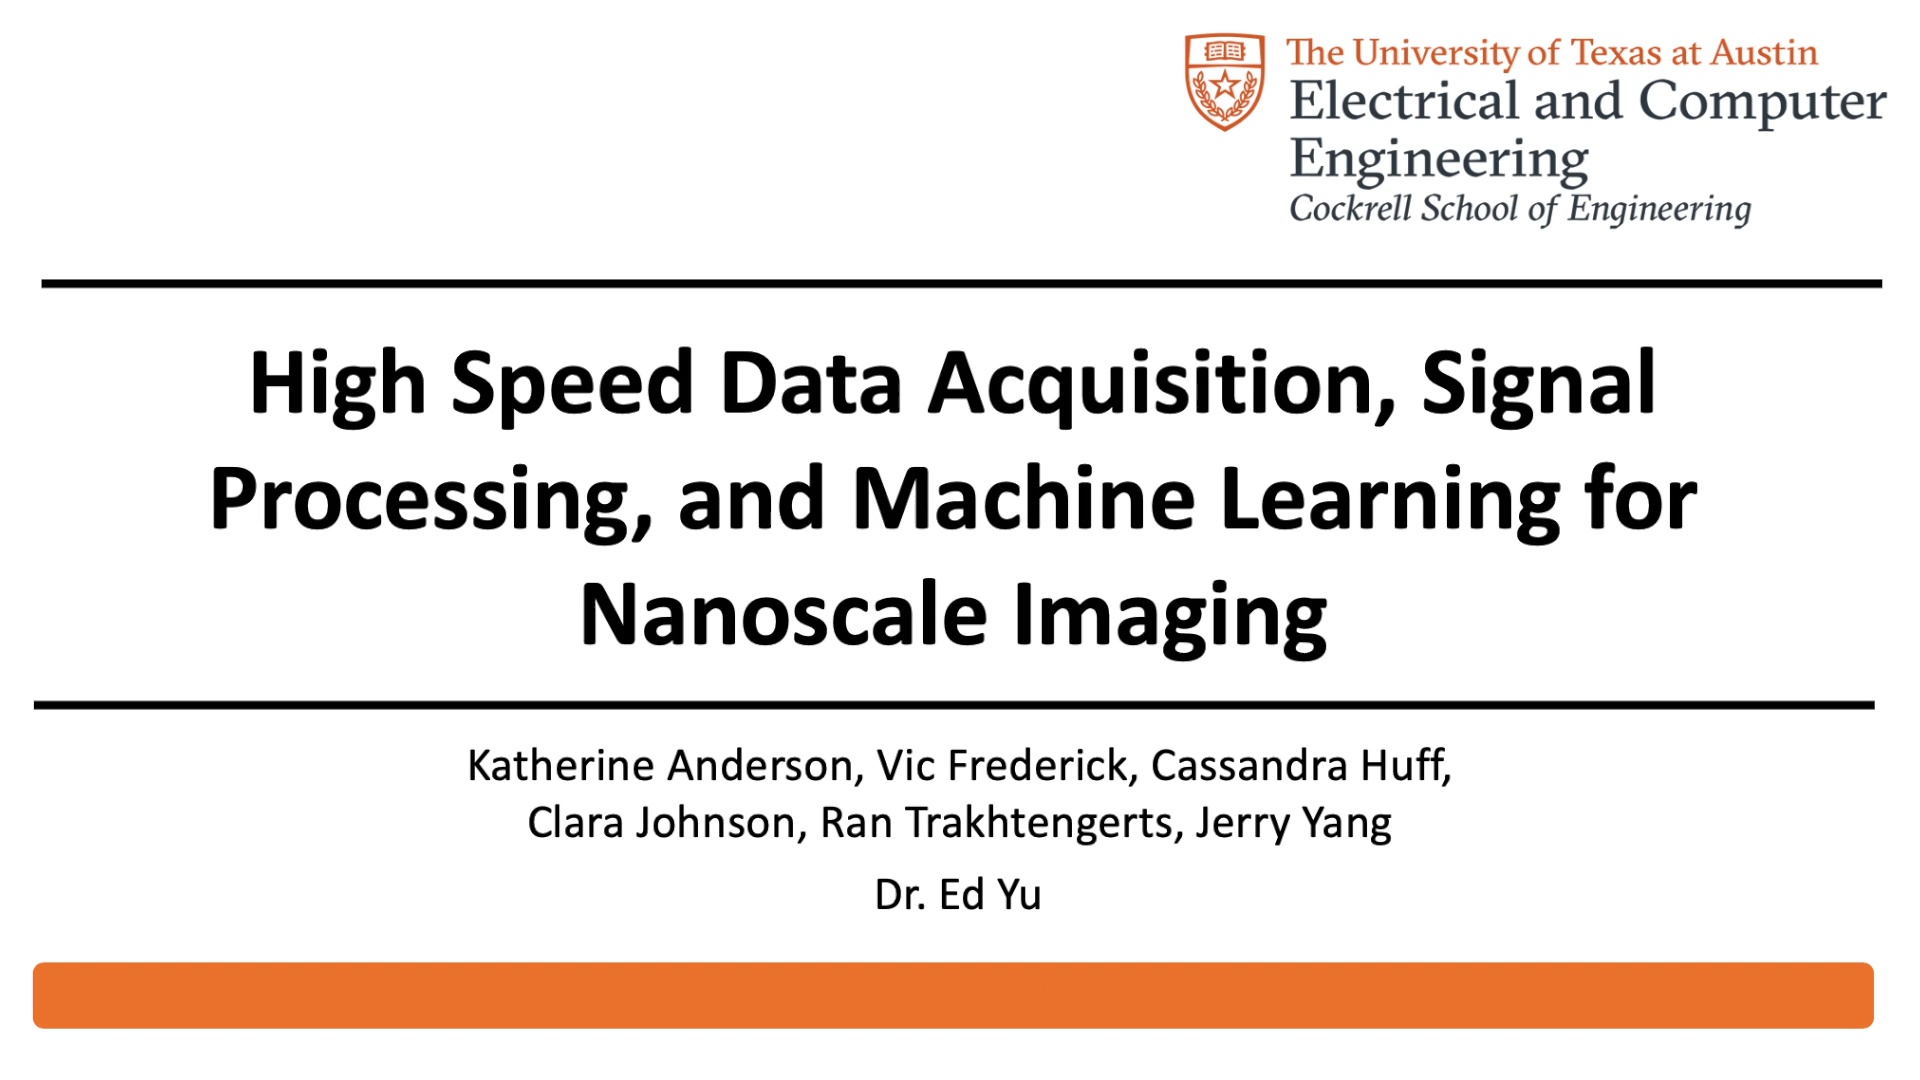 The University of Texas at Austin
Electrical and Computer
Engineering
Cockrell School of Engineering
High Speed Data Acquisition, Signal
Processing, and Machine Learning for
Nanoscale Imaging
Katherine Anderson, Vic Frederick, Cassandra Huff,
Clara Johnson, Ran Trakhtengerts, Jerry Yang
Dr. Ed Yu